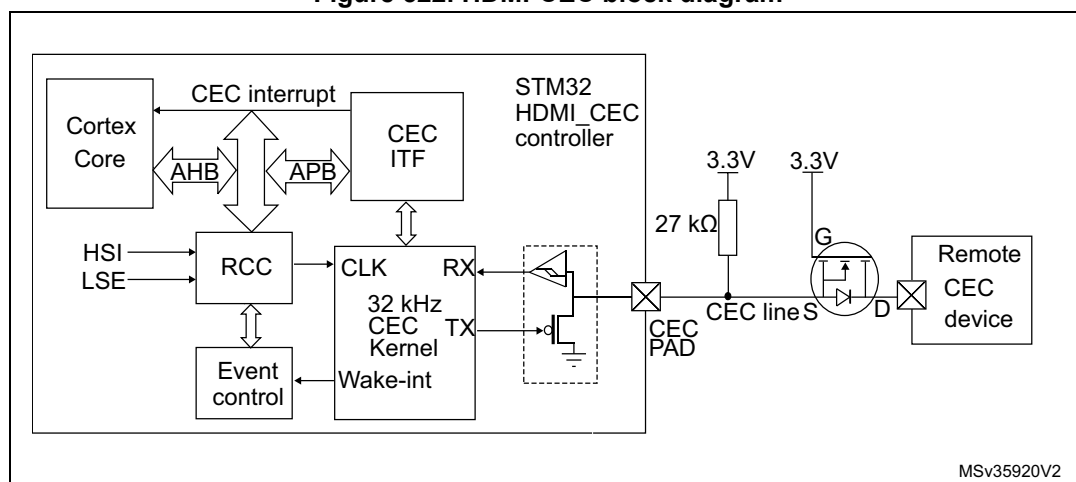 Figure 622. HDMI-CEC block diagram
CEC interrupt
Cortex
Core
CEC
ITF
STM32
HDMI_CEC
controller
AHB
APB
3.3V
3.3V
27 kΩ
HSI
LSE
RCC
CLK
RX
32 kHz
CEC
Kernel
TX
Wake-int
Event
control
CEC
PAD
CEC line
S
G
D
Remote
CEC
device
MSv35920V2